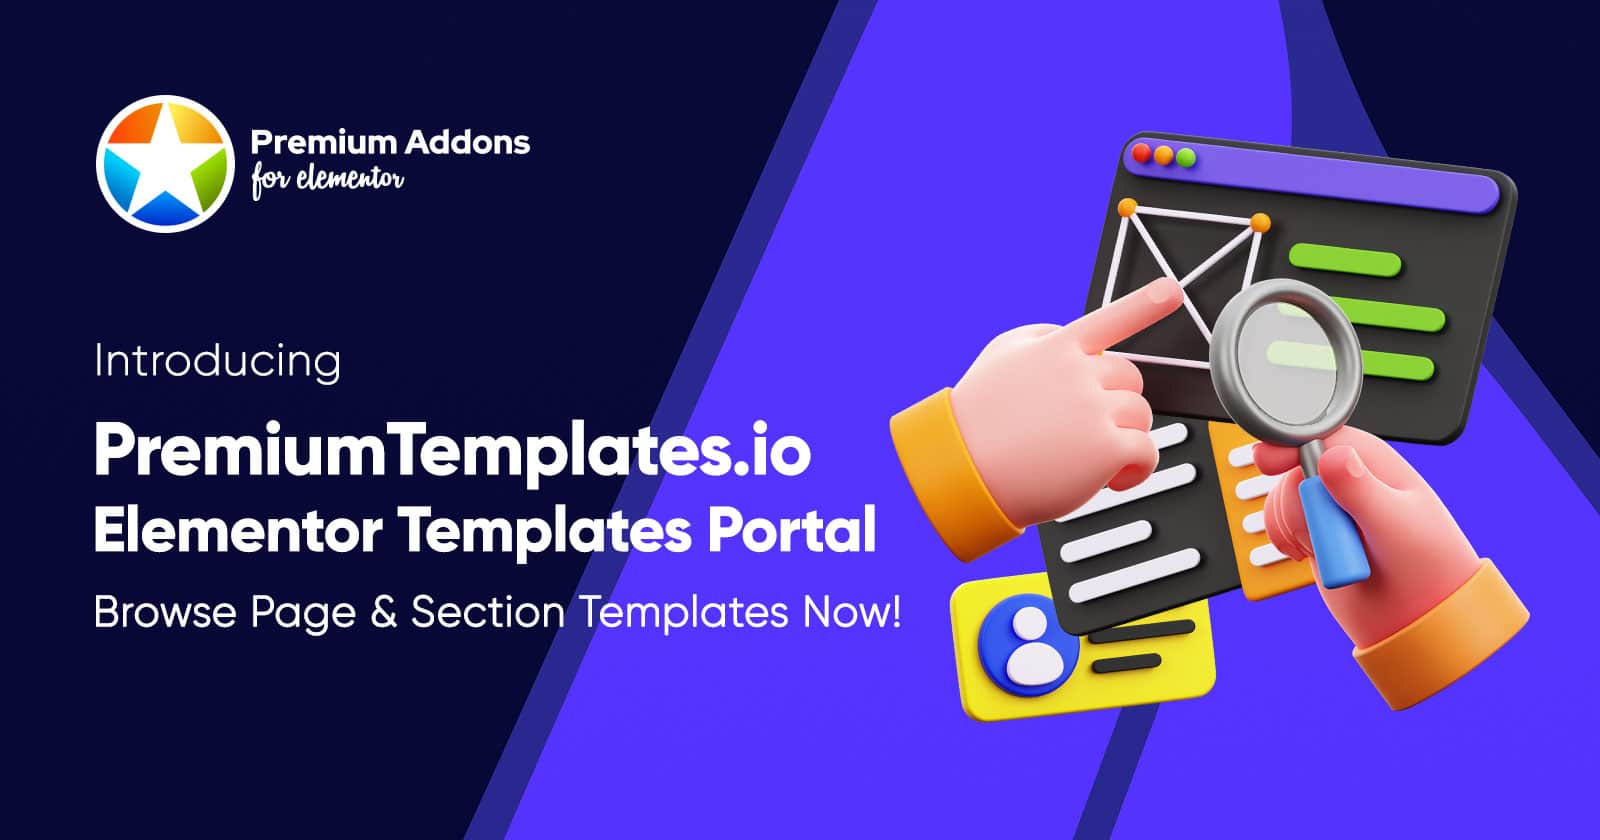 Premium Addons
for elementor
Introducing
PremiumTemplates.io
Elementor Templates Portal
Browse Page & Section Templates Now!